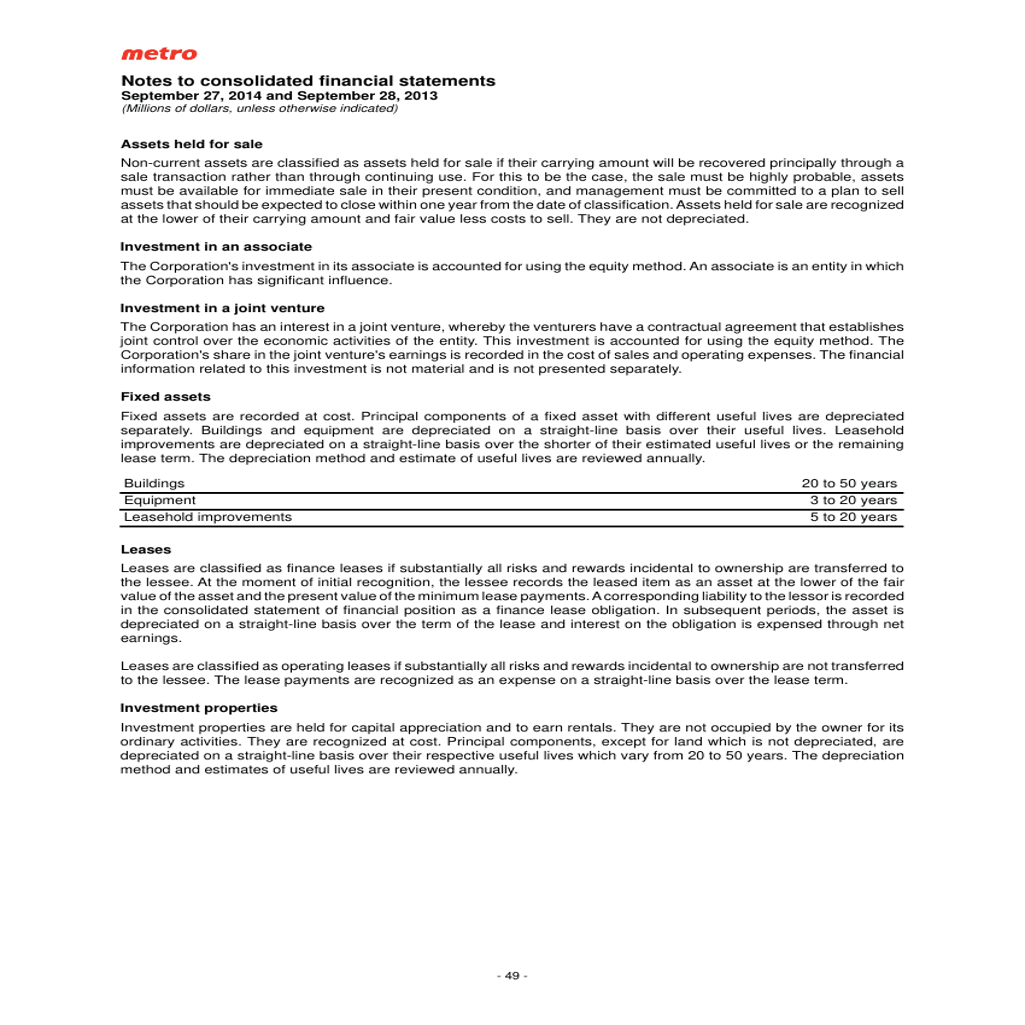 metro
Notes to consolidated financial statements
September 27, 2014 and September 28, 2013
(Millions of dollars, unless otherwise indicated)
Assets held for sale
Non-current assets are classified as assets held for sale if their carrying amount will be recovered principally through a
sale transaction rather than through continuing use. For this to be the case, the sale must be highly probable, assets
must be available for immediate sale in their present condition, and management must be committed to a plan to sell
assets that should be expected to close within one year from the date of classification. Assets held for sale are recognized
at the lower of their carrying amount and fair value less costs to sell. They are not depreciated.
Investment in an associate
The Corporation's investment in its associate is accounted for using the equity method. An associate is an entity in which
the Corporation has significant influence.
Investment in a joint venture
The Corporation has an interest in a joint venture, whereby the venturers have a contractual agreement that establishes
joint control over the economic activities of the entity. This investment is accounted for using the equity method. The
Corporation's share in the joint venture's earnings is recorded in the cost of sales and operating expenses. The financial
information related to this investment is not material and is not presented separately.
Fixed assets
Fixed assets are recorded at cost. Principal components of a fixed asset with different useful lives are depreciated
separately. Buildings and equipment are depreciated on a straight-line basis over their useful lives. Leasehold
improvements are depreciated on a straight-line basis over the shorter of their estimated useful lives or the remaining
lease term. The depreciation method and estimate of useful lives are reviewed annually.
Buildings 20 to 50 years
Equipment 3 to 20 years
Leasehold improvements 5 to 20 years
Leases
Leases are classified as finance leases if substantially all risks and rewards incidental to ownership are transferred to
the lessee. At the moment of initial recognition, the lessee records the leased item as an asset at the lower of the fair
value of the asset and the present value of the minimum lease payments. A corresponding liability to the lessor is recorded
in the consolidated statement of financial position as a finance lease obligation. In subsequent periods, the asset is
depreciated on a straight-line basis over the term of the lease and interest on the obligation is expensed through net
earnings.
Leases are classified as operating leases if substantially all risks and rewards incidental to ownership are not transferred
to the lessee. The lease payments are recognized as an expense on a straight-line basis over the lease term.
Investment properties
Investment properties are held for capital appreciation and to earn rentals. They are not occupied by the owner for its
ordinary activities. They are recognized at cost. Principal components, except for land which is not depreciated, are
depreciated on a straight-line basis over their respective useful lives which vary from 20 to 50 years. The depreciation
method and estimates of useful lives are reviewed annually.
- 49 -